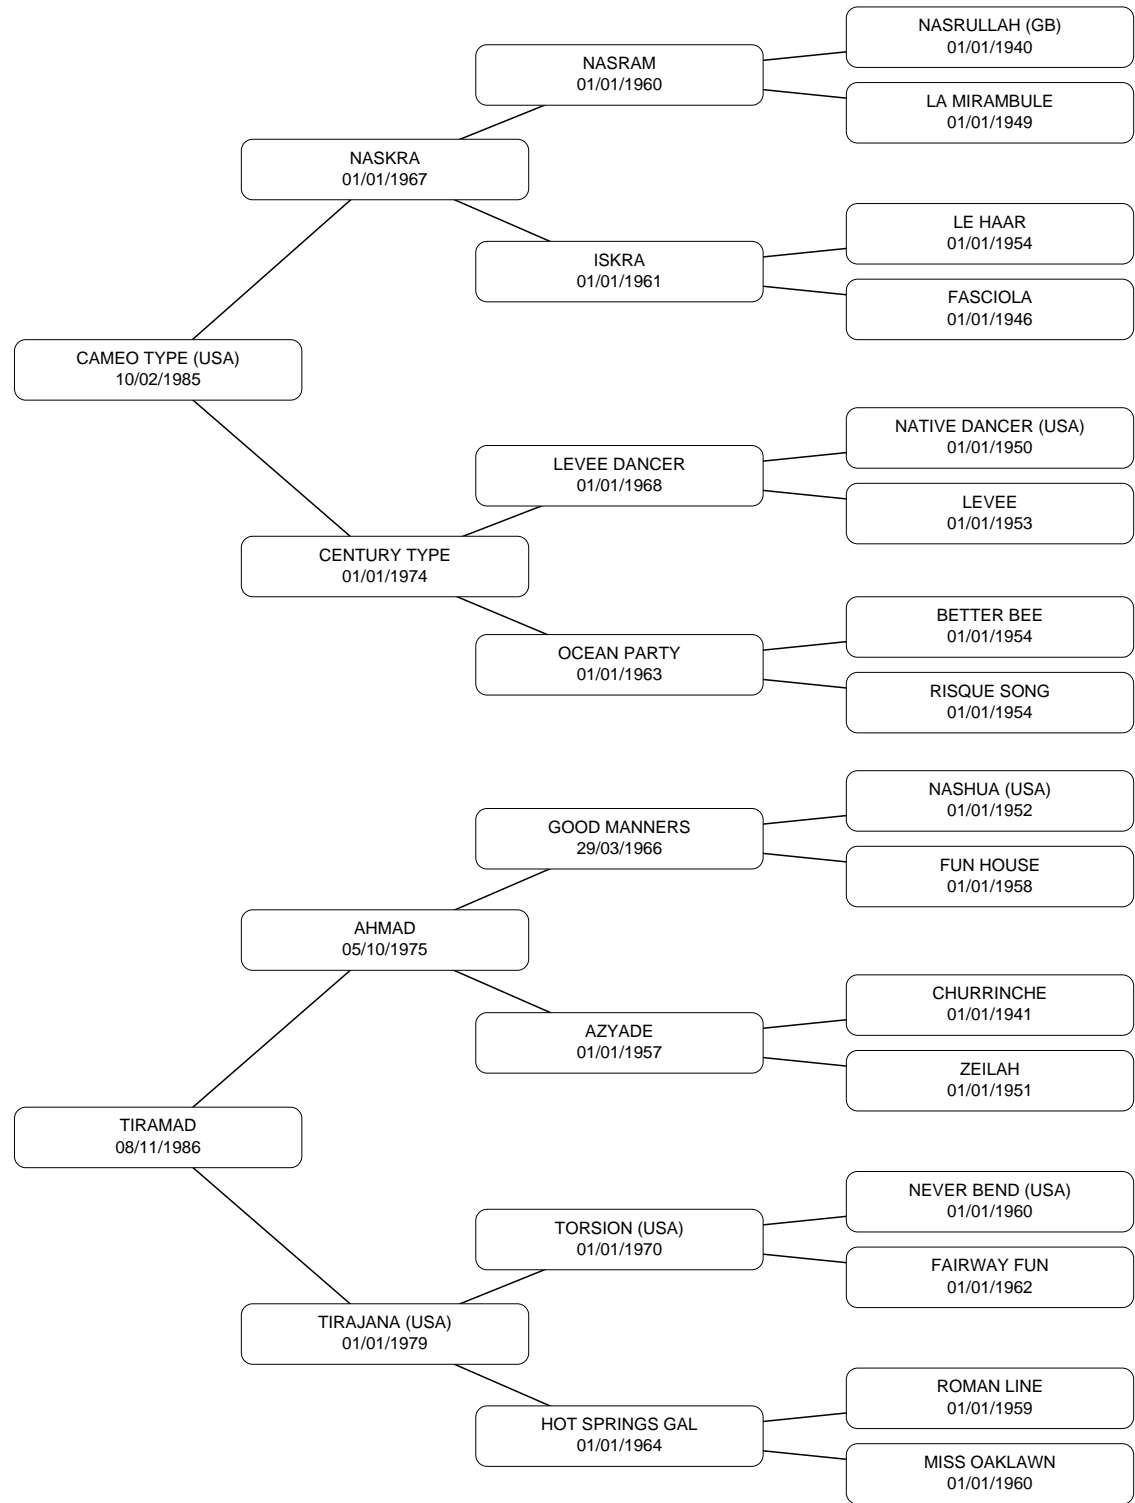 NASRULLAH (GB)
01/01/1940
NASRAM
01/01/1960
LA MIRAMBULE
01/01/1949
NASKRA
01/01/1967
LE HAAR
01/01/1954
ISKRA
01/01/1961
FASCIOLA
01/01/1946
CAMEO TYPE (USA)
10/02/1985
NATIVE DANCER (USA)
01/01/1950
LEVEE DANCER
01/01/1968
LEVEE
01/01/1953
CENTURY TYPE
01/01/1974
BETTER BEE
01/01/1954
OCEAN PARTY
01/01/1963
RISQUE SONG
01/01/1954
NASHUA (USA)
01/01/1952
GOOD MANNERS
29/03/1966
FUN HOUSE
01/01/1958
AHMAD
05/10/1975
CHURRINCHE
01/01/1941
AZYADE
01/01/1957
ZEILAH
01/01/1951
TIRAMAD
08/11/1986
NEVER BEND (USA)
01/01/1960
TORSION (USA)
01/01/1970
FAIRWAY FUN
01/01/1962
TIRAJANA (USA)
01/01/1979
ROMAN LINE
01/01/1959
HOT SPRINGS GAL
01/01/1964
MISS OAKLAWN
01/01/1960